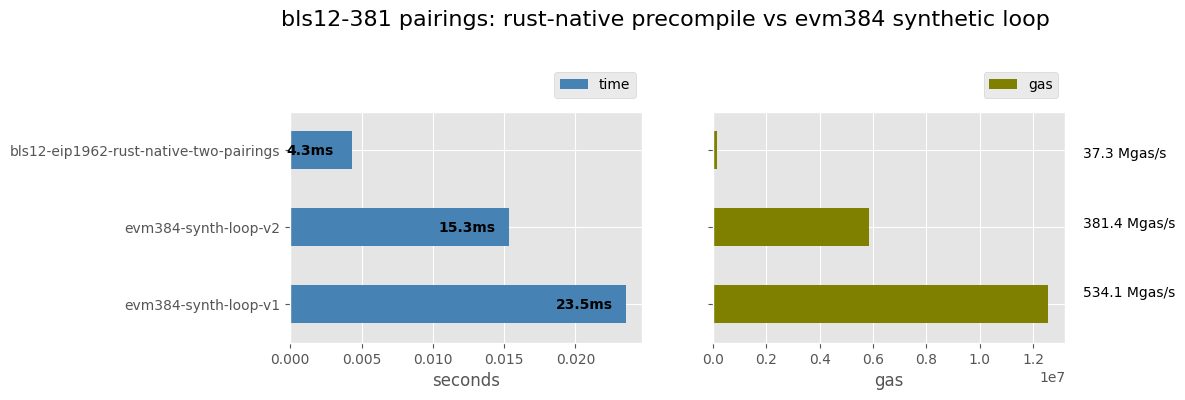 bls12-381 pairings: rust-native precompile vs evm384 synthetic loop
time
gas
bls12-eip1962-rust-native-two-pairings
4.3ms
37.3 Mgas/s
evm384-synth-loop-v2
15.3ms
381.4 Mgas/s
evm384-synth-loop-v1
23.5ms
534.1 Mgas/s
0.000 0.005 0.010 0.015 0.020
0.0 0.2 0.4 0.6 0.8 1.0 1.2
1e7
seconds
gas